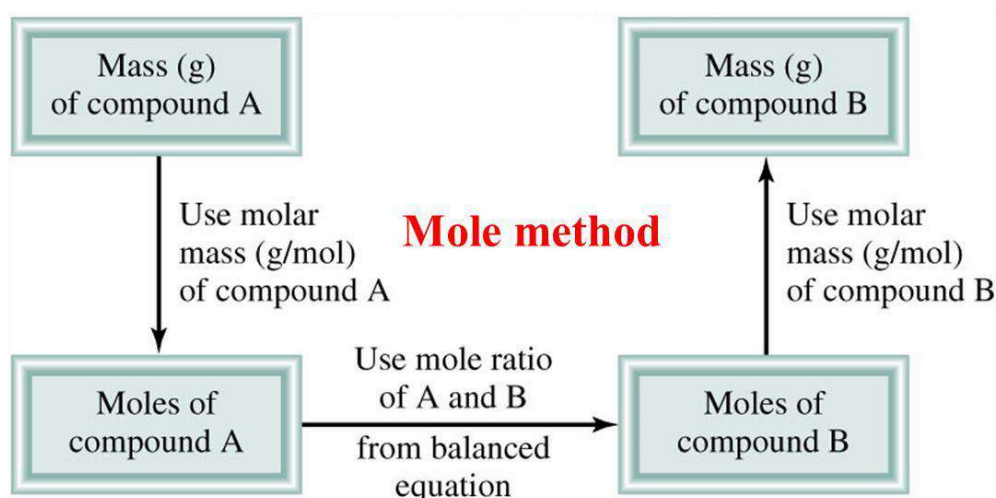 Mass (g)
of compound A
Mass (g)
of compound B
Use molar
mass (g/mol)
of compound A
Mole method
Use molar
mass (g/mol)
of compound B
Moles of
compound A
Use mole ratio
of A and B
from balanced
equation
Moles of
compound B